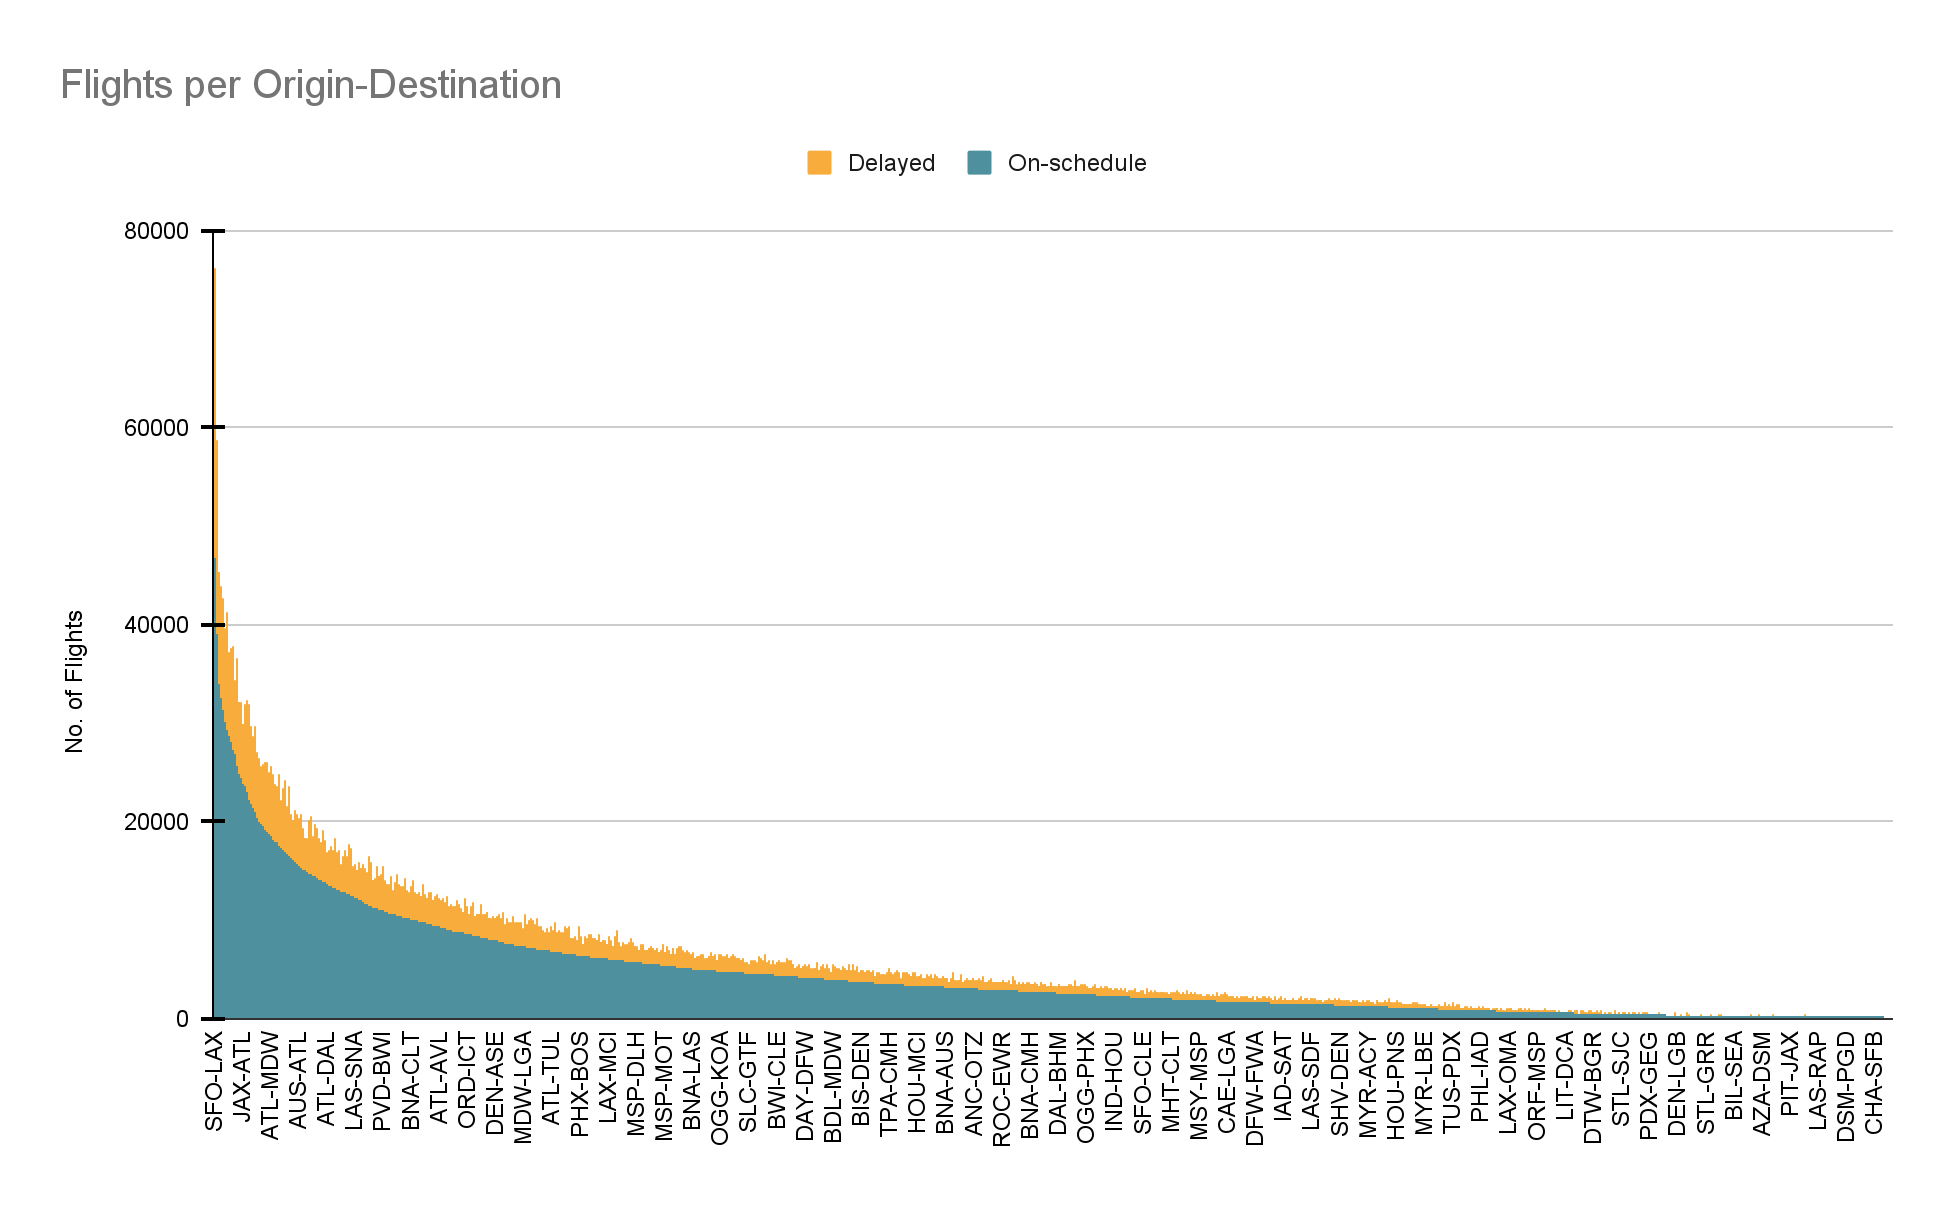 Flights per Origin-Destination
Delayed
On-schedule
No. of Flights
80000
60000
40000
20000
0
SFO-LAX
JAX-ATL
ATL-MDW
AUS-ATL
ATL-DAL
LAS-SNA
PVD-BWI
BNA-CLT
ATL-AVL
ORD-ICT
DEN-ASE
MDW-LGA
ATL-TUL
PHX-BOS
LAX-MCI
MSP-DLH
MSP-MOT
BNA-LAS
OGG-KOA
SLC-GTF
BWI-CLE
DAY-DFW
BDL-MDW
BIS-DEN
TPA-CMH
HOU-MCI
BNA-AUS
ANC-OTZ
ROC-EWR
BNA-CMH
DAL-BHM
OGG-PHX
IND-HOU
SFO-CLE
MHT-CLT
MSY-MSP
CAE-LGA
DFW-FWA
IAD-SAT
LAS-SDF
SHV-DEN
MYR-ACY
HOU-PNS
MYR-LBE
TUS-PDX
PHL-IAD
LAX-OMA
ORF-MSP
LIT-DCA
DTW-BGR
STL-SJC
PDX-GEG
DEN-LGB
STL-GRR
BIL-SEA
AZA-DSM
PIT-JAX
LAS-RAP
DSM-PGD
CHA-SFB